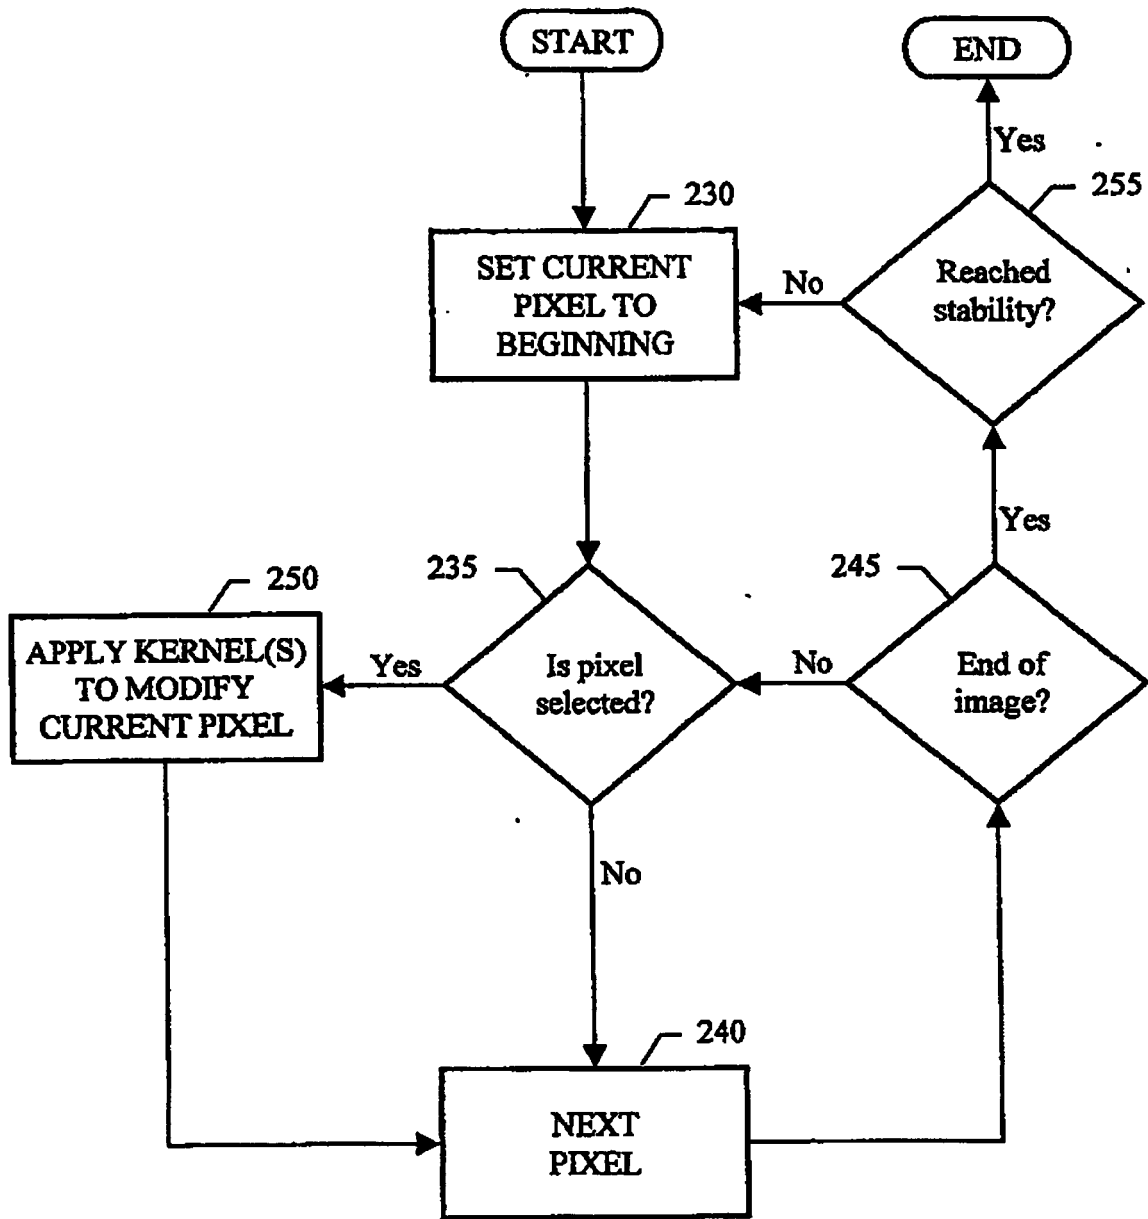 START
END
Yes
255
230
SET CURRENT
PIXEL TO
BEGINNING
No
Reached
stability?
Yes
250
235
245
APPLY KERNEL(S)
TO MODIFY
CURRENT PIXEL
Yes
Is pixel
selected?
No
End of
image?
No
240
NEXT
PIXEL